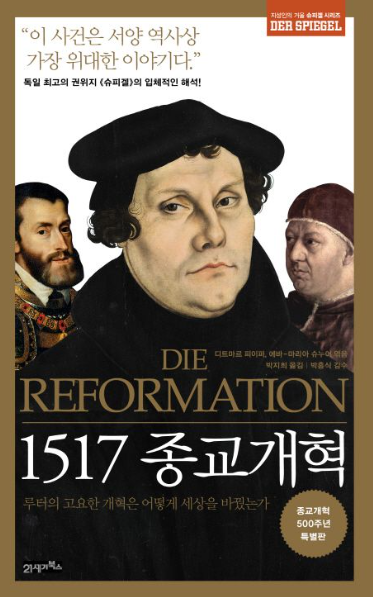 지성인의 거울 슈피겔 시리즈
DER SPIEGEL
“이 사건은 서양 역사상
가장 위대한 이야기다.”
독일 최고의 권위지 《슈피겔》의 입체적인 해석!
디트마르 피이퍼, 에바-마리아 슈누어 엮음
박지희 옮김 | 박흥식 감수
DIE
REFORMATION
1517 종교개혁
루터의 고요한 개혁은 어떻게 세상을 바꿨는가
종교개혁
500주년
특별판
21세기북스